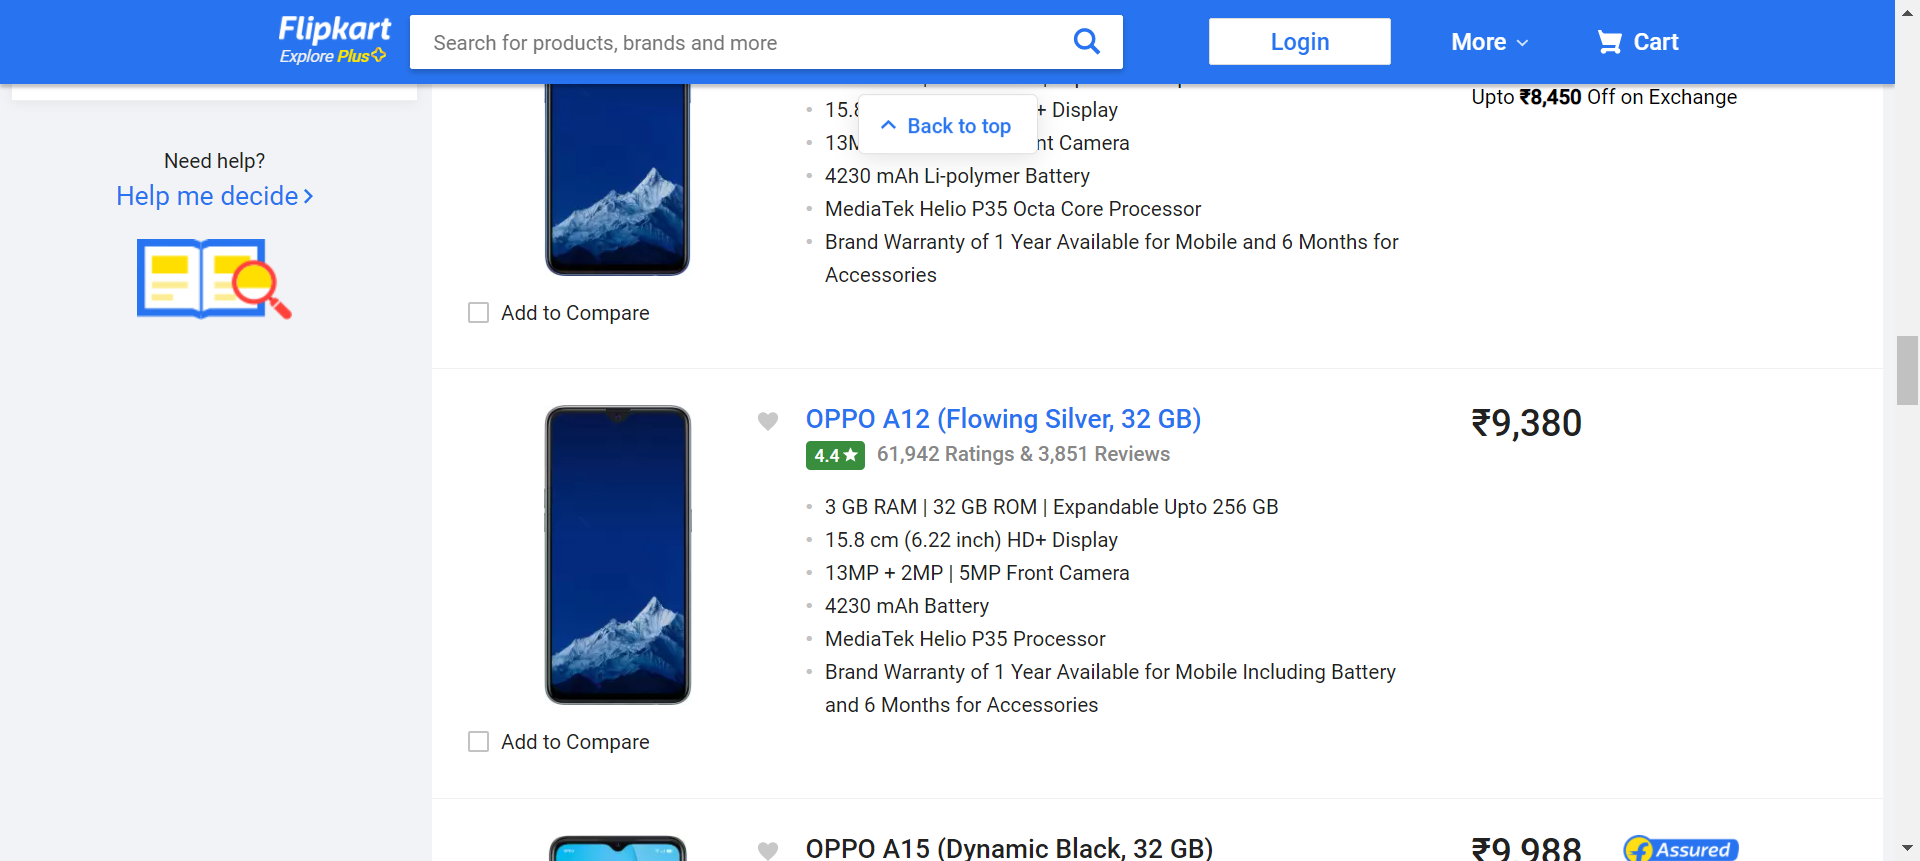 Flipkart
Explore Plus
Search for products, brands and more
Login
More
Cart
Need help?
Help me decide
Back to top
+ Display
nt Camera
4230 mAh Li-polymer Battery
MediaTek Helio P35 Octa Core Processor
Brand Warranty of 1 Year Available for Mobile and 6 Months for
Accessories
Upto ₹8,450 Off on Exchange
Add to Compare
OPPO A12 (Flowing Silver, 32 GB)
₹9,380
4.4★ 61,942 Ratings & 3,851 Reviews
3 GB RAM | 32 GB ROM | Expandable Upto 256 GB
15.8 cm (6.22 inch) HD+ Display
13MP + 2MP | 5MP Front Camera
4230 mAh Battery
MediaTek Helio P35 Processor
Brand Warranty of 1 Year Available for Mobile Including Battery
and 6 Months for Accessories
Add to Compare
OPPO A15 (Dynamic Black, 32 GB)
₹9,988
Assured